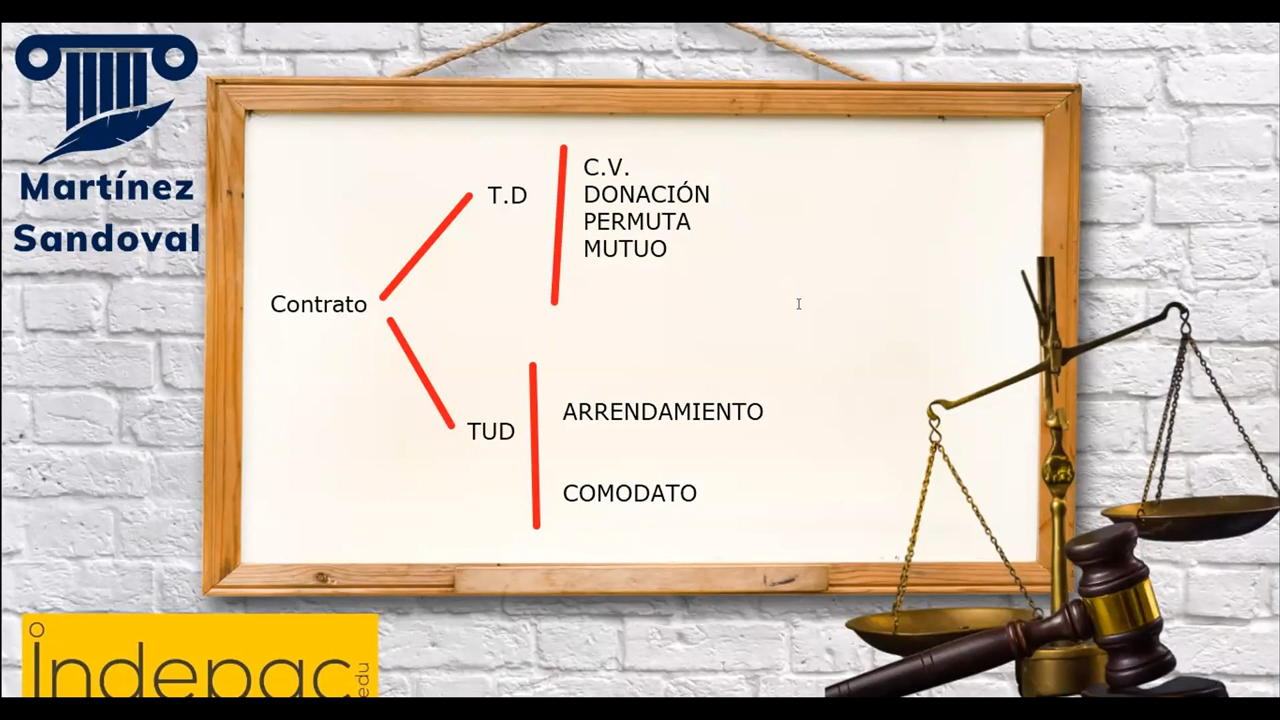 Martínez
Sandoval
Contrato
T.D
C.V.
DONACIÓN
PERMUTA
MUTUO
TUD
ARRENDAMIENTO
COMODATO
indepac.
edu